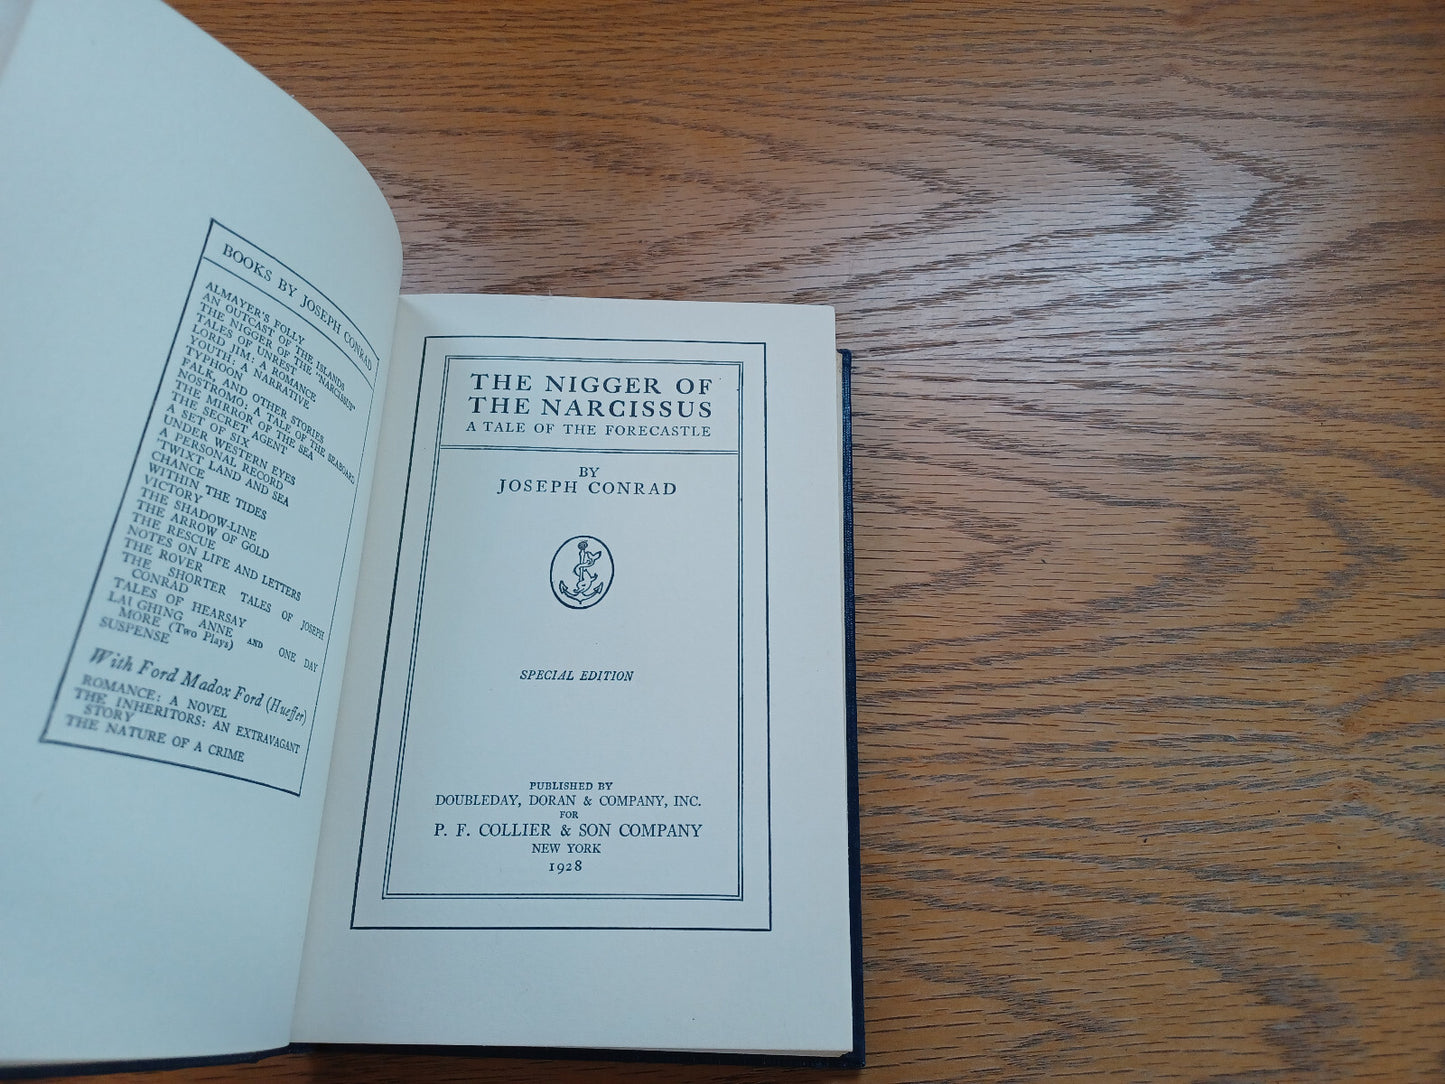 BOOKS BY JOSEPH CONRAD
ALMAYER'S FOLLY
AN OUTCAST OF THE ISLANDS
THE NIGGER OF THE "NARCISSUS"
TALES OF UNREST
LORD JIM: A ROMANCE
YOUTH: A NARRATIVE
TYPHOON
FALK, AND OTHER STORIES
NOSTROMO: A TALE OF THE SEABOARD
THE MIRROR OF THE SEA
THE SECRET AGENT
A SET OF SIX
UNDER WESTERN EYES
A PERSONAL RECORD
'TWIXT LAND AND SEA
CHANCE
WITHIN THE TIDES
VICTORY
THE SHADOW-LINE
THE ARROW OF GOLD
THE RESCUE
NOTES ON LIFE AND LETTERS
THE ROVER
THE SHORTER TALES OF JOSEPH
CONRAD
TALES OF HEARSAY
LAUGHING ANNE AND ONE DAY
MORE (Two Plays)
SUSPENSE
With Ford Madox Ford (Hueffer)
ROMANCE: A NOVEL
THE INHERITORS: AN EXTRAVAGANT
STORY
THE NATURE OF A CRIME
THE NIGGER OF
THE NARCISSUS
A TALE OF THE FORECASTLE
BY
JOSEPH CONRAD
SPECIAL EDITION
PUBLISHED BY
DOUBLEDAY, DORAN & COMPANY, INC.
FOR
P. F. COLLIER & SON COMPANY
NEW YORK
1928